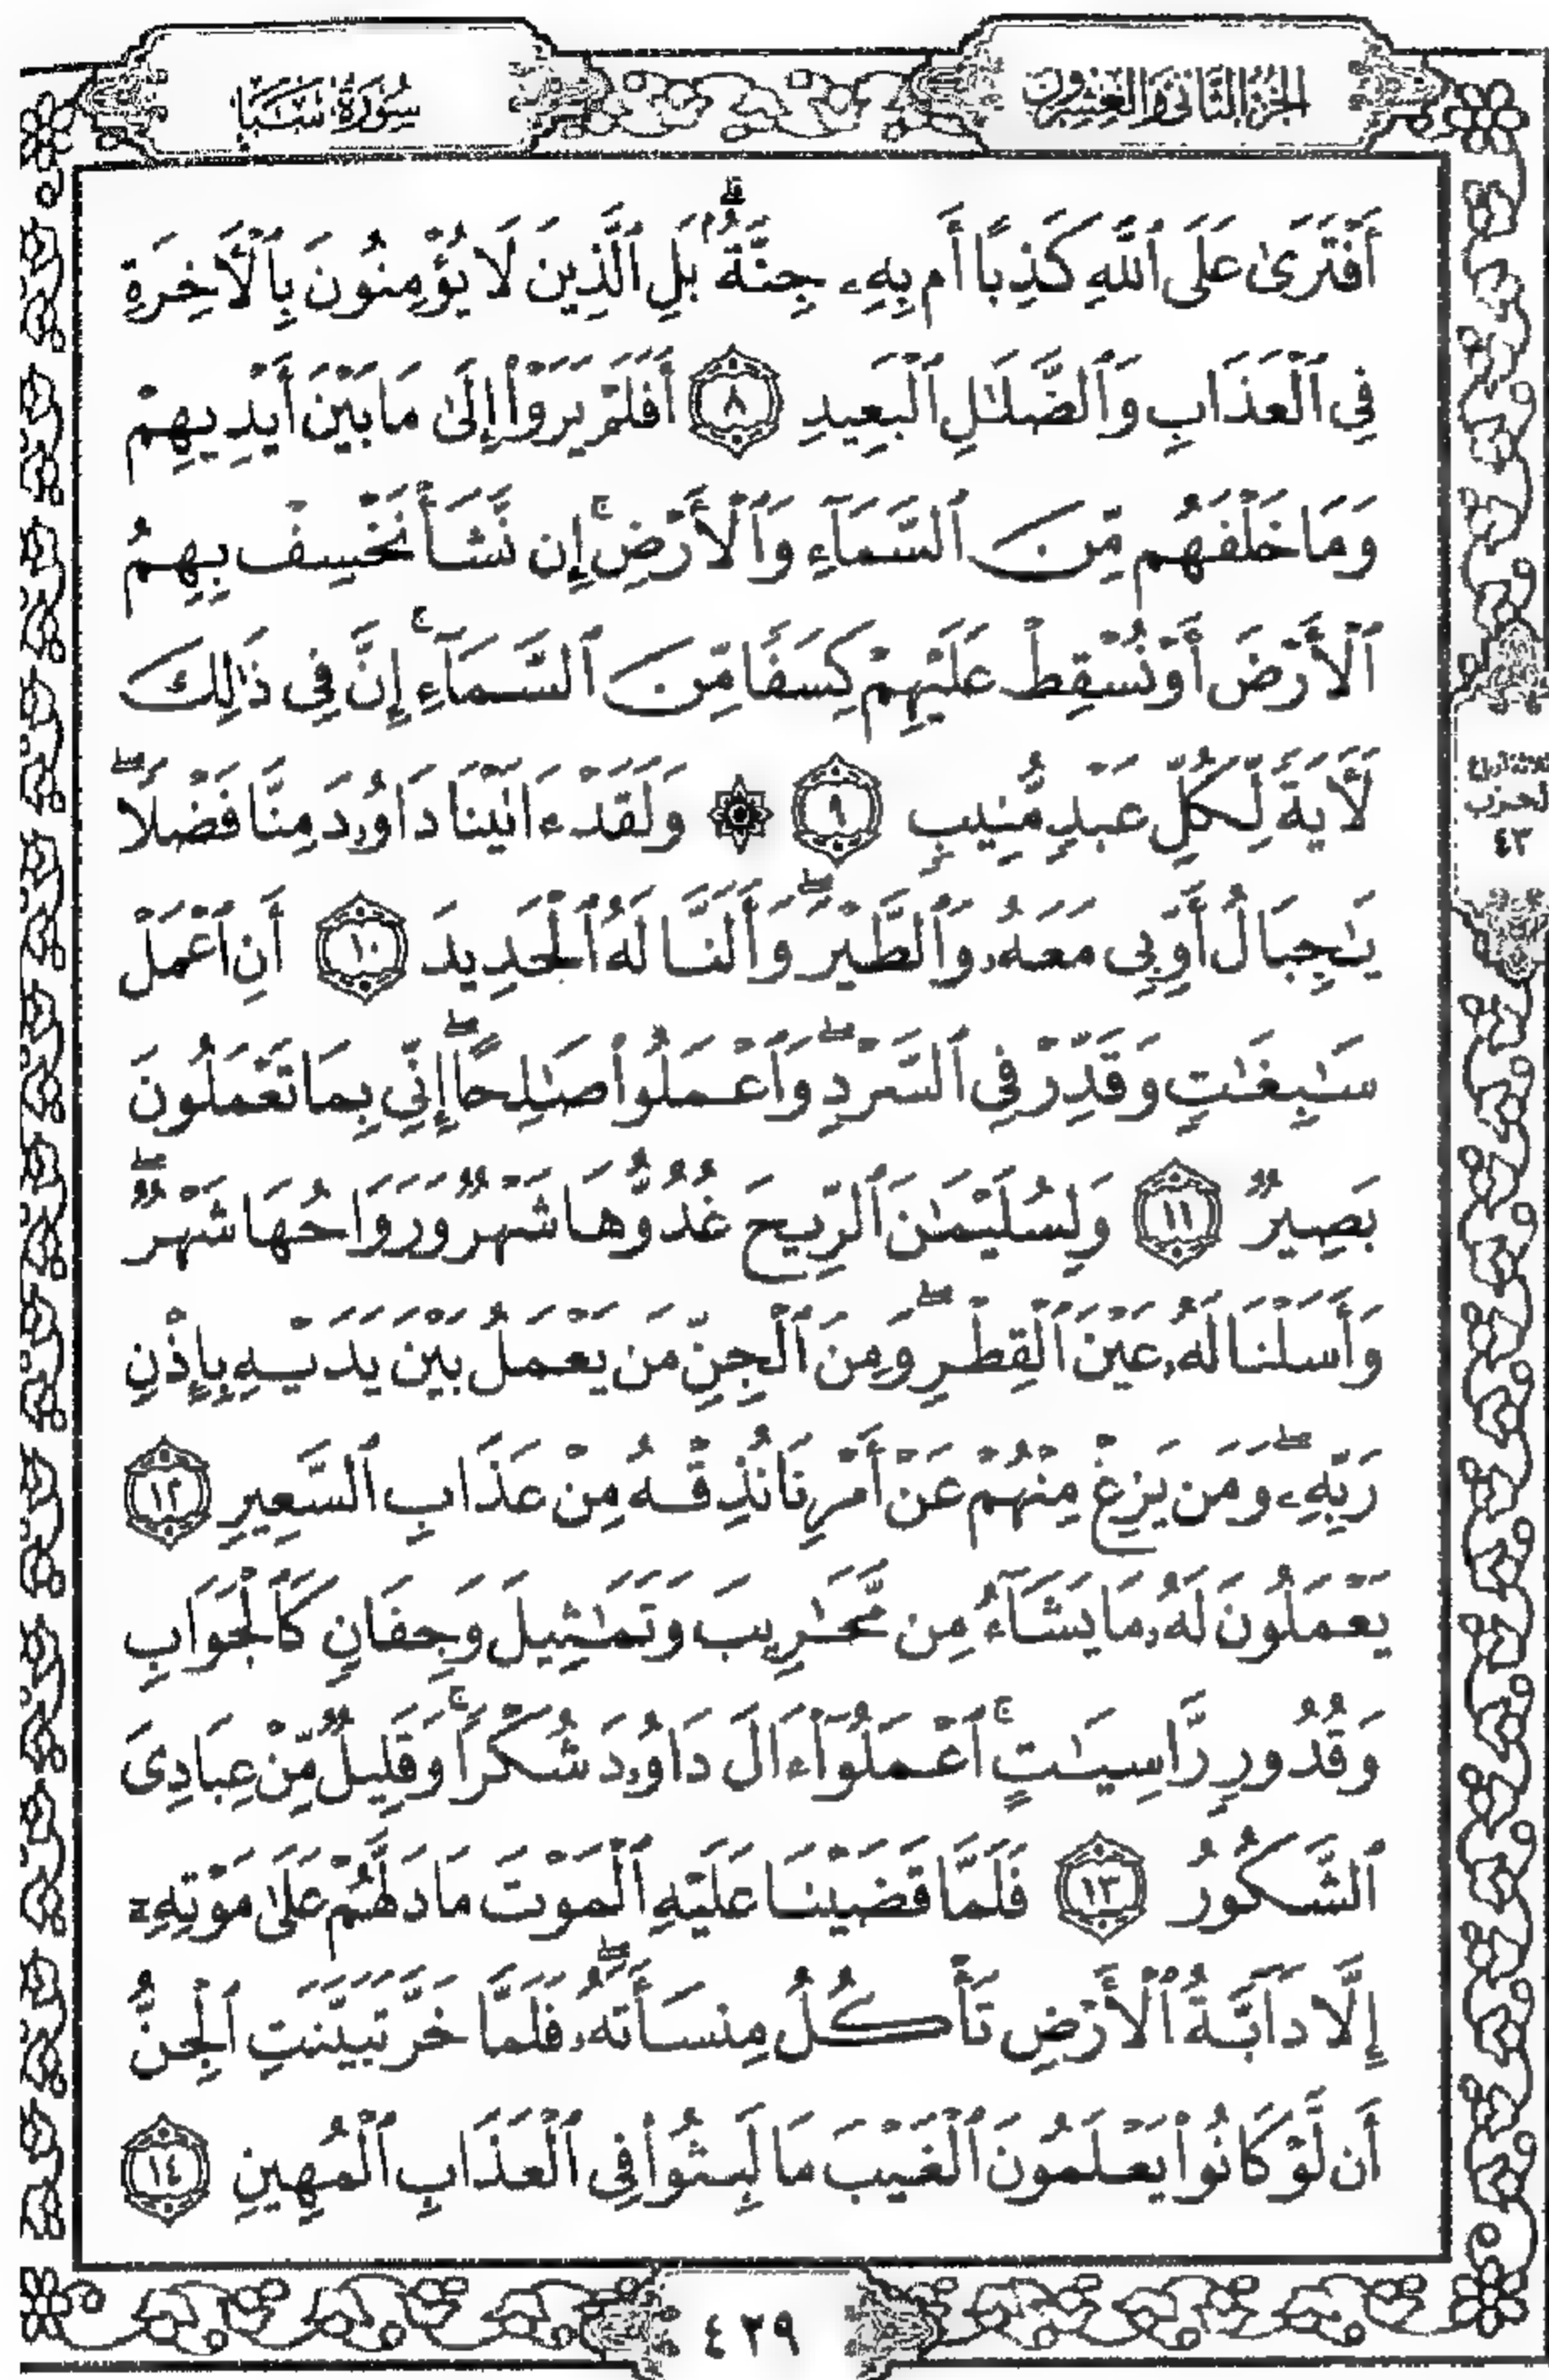 الجزء الثاني والعشرون
سورة سبأ
أَفْتَرَىٰ عَلَى ٱللَّهِ كَذِبًا أَم بِهِۦ جِنَّةٌۢ ۗ بَلِ ٱلَّذِينَ لَا يُؤْمِنُونَ بِٱلْأَخِرَةِ
فِى ٱلْعَذَابِ وَٱلضَّلَٰلِ ٱلْبَعِيدِ ٨ أَفَلَمْ يَرَوْا۟ إِلَىٰ مَا بَيْنَ أَيْدِيهِمْ
وَمَا خَلْفَهُم مِّنَ ٱلسَّمَآءِ وَٱلْأَرْضِ ۚ إِن نَّشَأْ نَخْسِفْ بِهِمُ
ٱلْأَرْضَ أَوْ نُسْقِطْ عَلَيْهِمْ كِسَفًا مِّنَ ٱلسَّمَآءِ ۚ إِنَّ فِى ذَٰلِكَ
لَأَيَةً لِّكُلِّ عَبْدٍ مُّنِيبٍ ٩ ۞ وَلَقَدْ ءَاتَيْنَا دَاوُۥدَ مِنَّا فَضْلًا ۖ
يَٰجِبَالُ أَوِّبِى مَعَهُۥ وَٱلطَّيْرَ ۖ وَأَلَنَّا لَهُ ٱلْحَدِيدَ ١٠ أَنِ ٱعْمَلْ
سَٰبِغَٰتٍ وَقَدِّرْ فِى ٱلسَّرْدِ ۖ وَٱعْمَلُوا۟ صَٰلِحًا ۖ إِنِّى بِمَا تَعْمَلُونَ
بَصِيرٌ ١١ وَلِسُلَيْمَٰنَ ٱلرِّيحَ غُدُوُّهَا شَهْرٌ وَرَوَاحُهَا شَهْرٌ ۖ
وَأَسَلْنَا لَهُۥ عَيْنَ ٱلْقِطْرِ ۖ وَمِنَ ٱلْجِنِّ مَن يَعْمَلُ بَيْنَ يَدَيْهِ بِإِذْنِ
رَبِّهِۦ ۖ وَمَن يَزِغْ مِنْهُمْ عَنْ أَمْرِنَا نُذِقْهُ مِنْ عَذَابِ ٱلسَّعِيرِ ١٢
يَعْمَلُونَ لَهُۥ مَا يَشَآءُ مِن مَّحَٰرِيبَ وَتَمَٰثِيلَ وَجِفَانٍ كَٱلْجَوَابِ
وَقُدُورٍ رَّاسِيَٰتٍ ۚ ٱعْمَلُوٓا۟ ءَالَ دَاوُۥدَ شُكْرًا ۚ وَقَلِيلٌ مِّنْ عِبَادِىَ
ٱلشَّكُورُ ١٣ فَلَمَّا قَضَيْنَا عَلَيْهِ ٱلْمَوْتَ مَا دَلَّهُمْ عَلَىٰ مَوْتِهِۦٓ
إِلَّا دَآبَّةُ ٱلْأَرْضِ تَأْكُلُ مِنسَأَتَهُۥ ۖ فَلَمَّا خَرَّ تَبَيَّنَتِ ٱلْجِنُّ
أَن لَّوْ كَانُوا۟ يَعْلَمُونَ ٱلْغَيْبَ مَا لَبِثُوا۟ فِى ٱلْعَذَابِ ٱلْمُهِينِ ١٤
الحزب
٤٣
٤٢٩